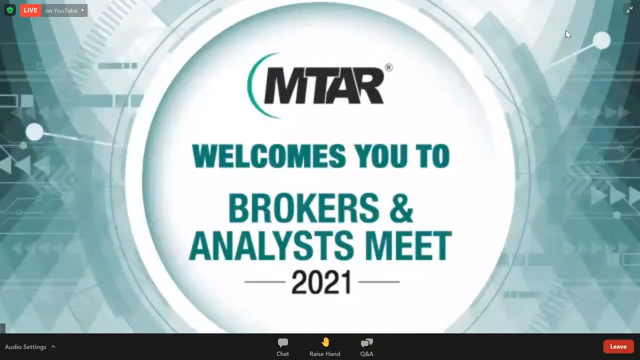 LIVE on YouTube
MTAR®
WELCOMES YOU TO
BROKERS &
ANALYSTS MEET
2021
Audio Settings
Chat
Raise Hand
Q&A
Leave